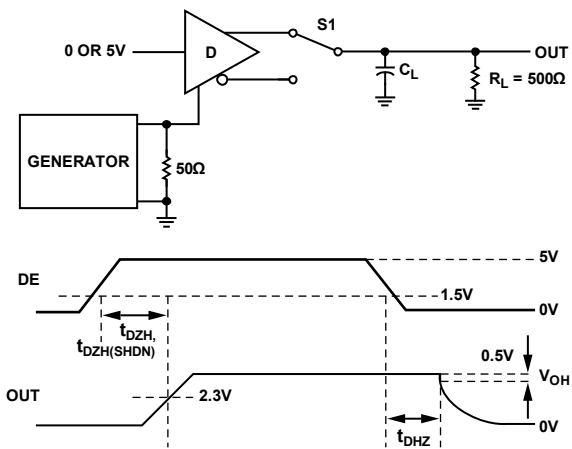 S1
0 OR 5V
D
OUT
C_L
R_L = 500Ω
GENERATOR
50Ω
5V
DE
1.5V
0V
t_DZH,
t_DZH(SHDN)
0.5V
V_OH
OUT
2.3V
0V
t_DHZ